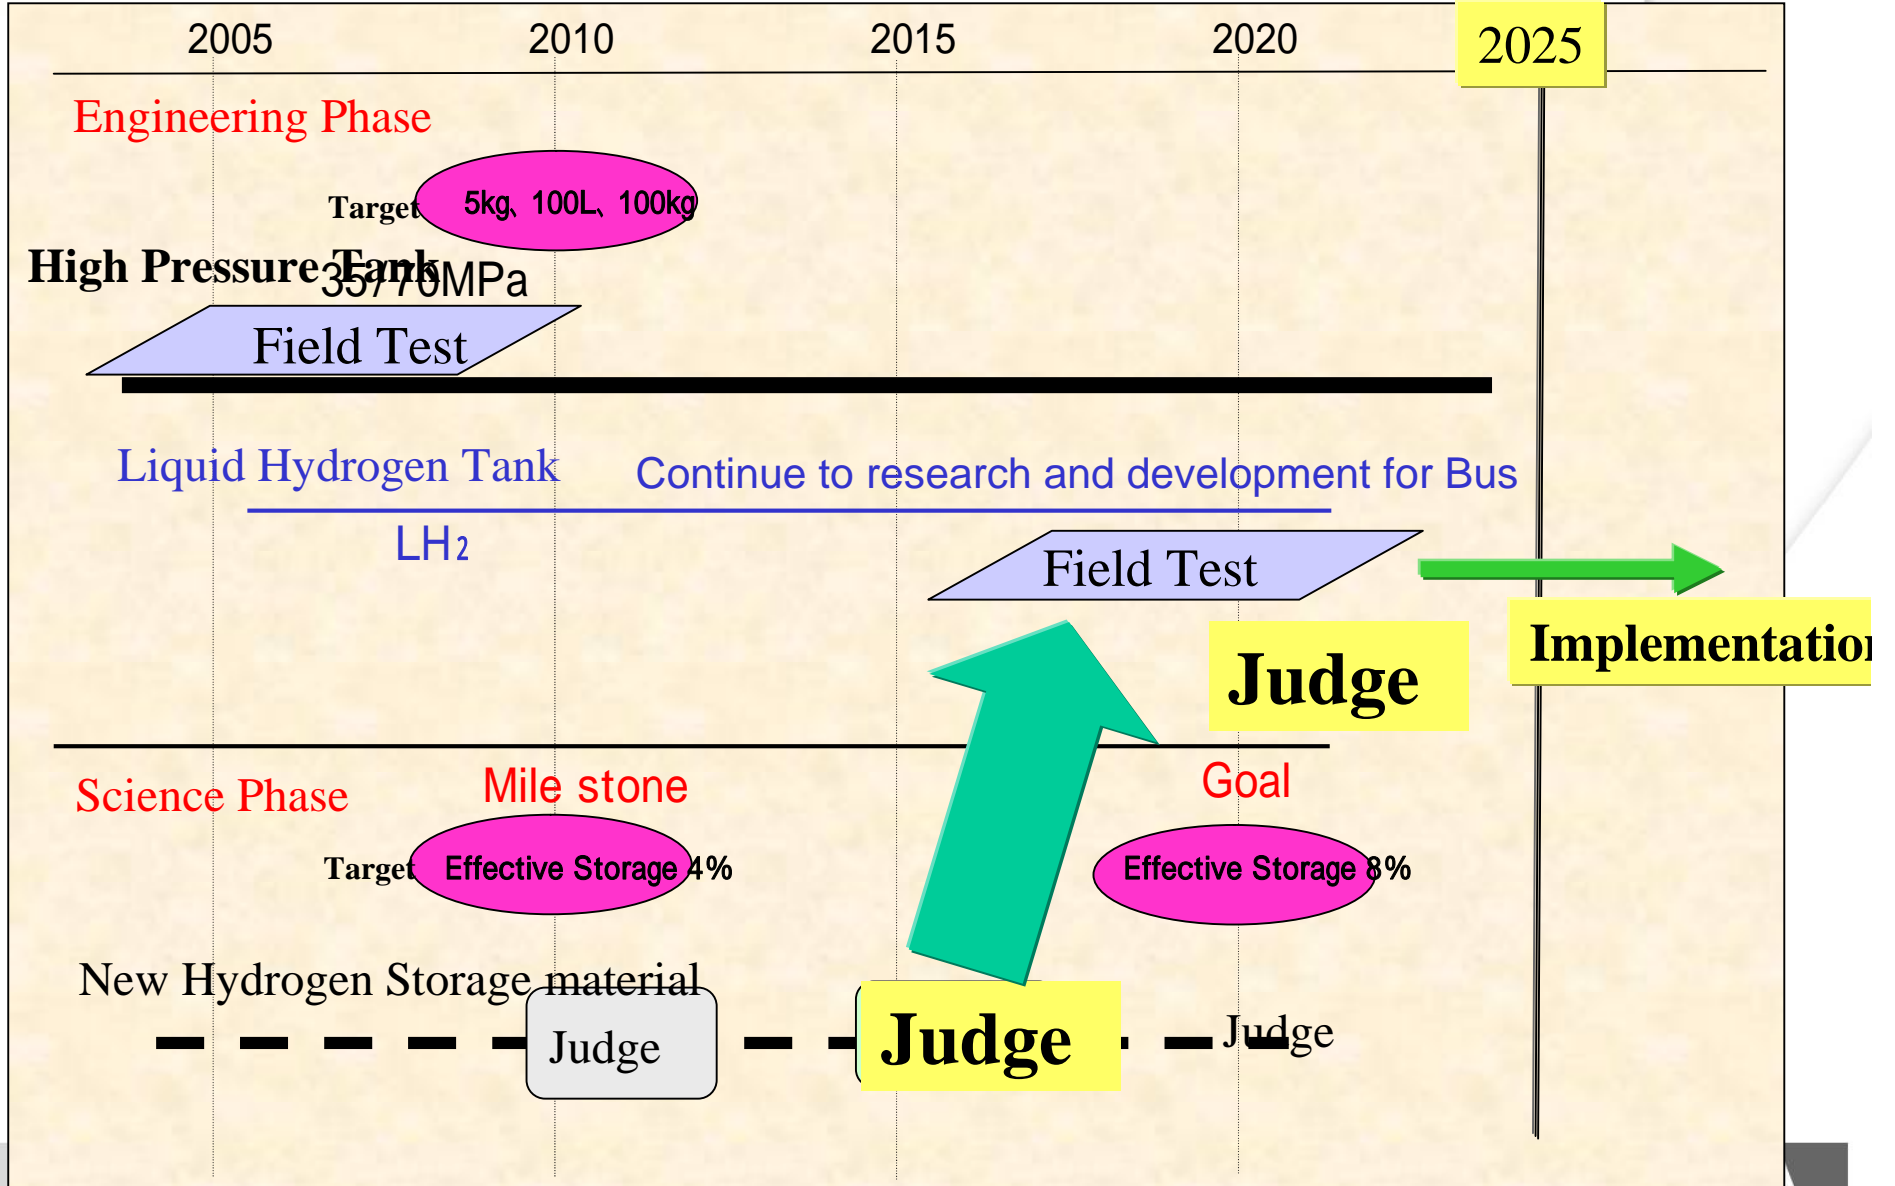 2005 2010 2015 2020 2025
Engineering Phase
Target 5kg、100L、100kg
High Pressure Tank
35/70MPa
Field Test
Liquid Hydrogen Tank Continue to research and development for Bus
LH₂
Field Test
Implementation
Judge
Science Phase Mile stone Goal
Target Effective Storage 4% Effective Storage 8%
New Hydrogen Storage material
Judge Judge Judge